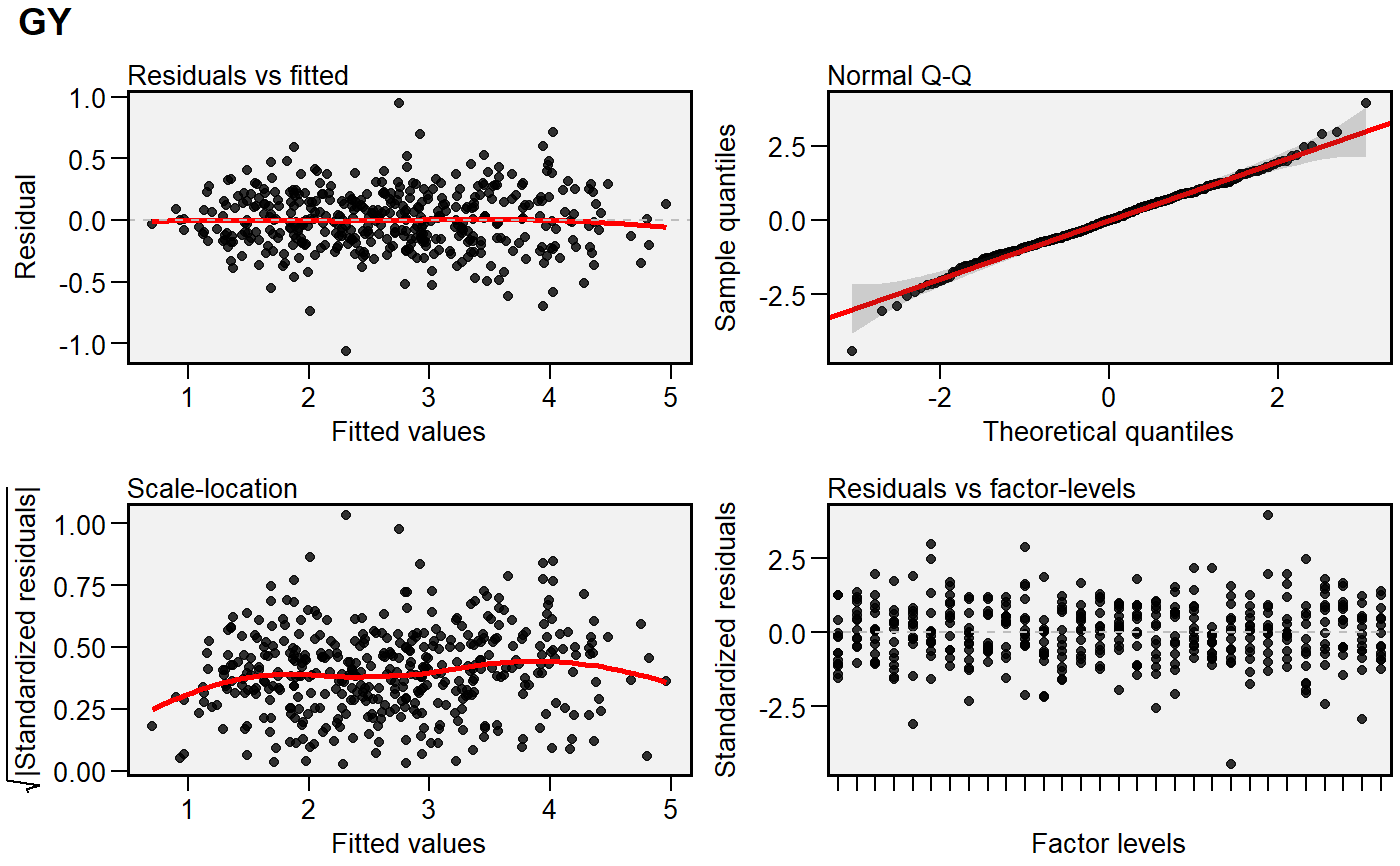 GY
Residuals vs fitted
Residual
1.0
0.5
0.0
-0.5
-1.0
1 2 3 4 5
Fitted values
Normal Q-Q
Sample quantiles
2.5
0.0
-2.5
-2 0 2
Theoretical quantiles
Scale-location
√|Standardized residuals|
1.00
0.75
0.50
0.25
0.00
1 2 3 4 5
Fitted values
Residuals vs factor-levels
Standardized residuals
2.5
0.0
-2.5
Factor levels